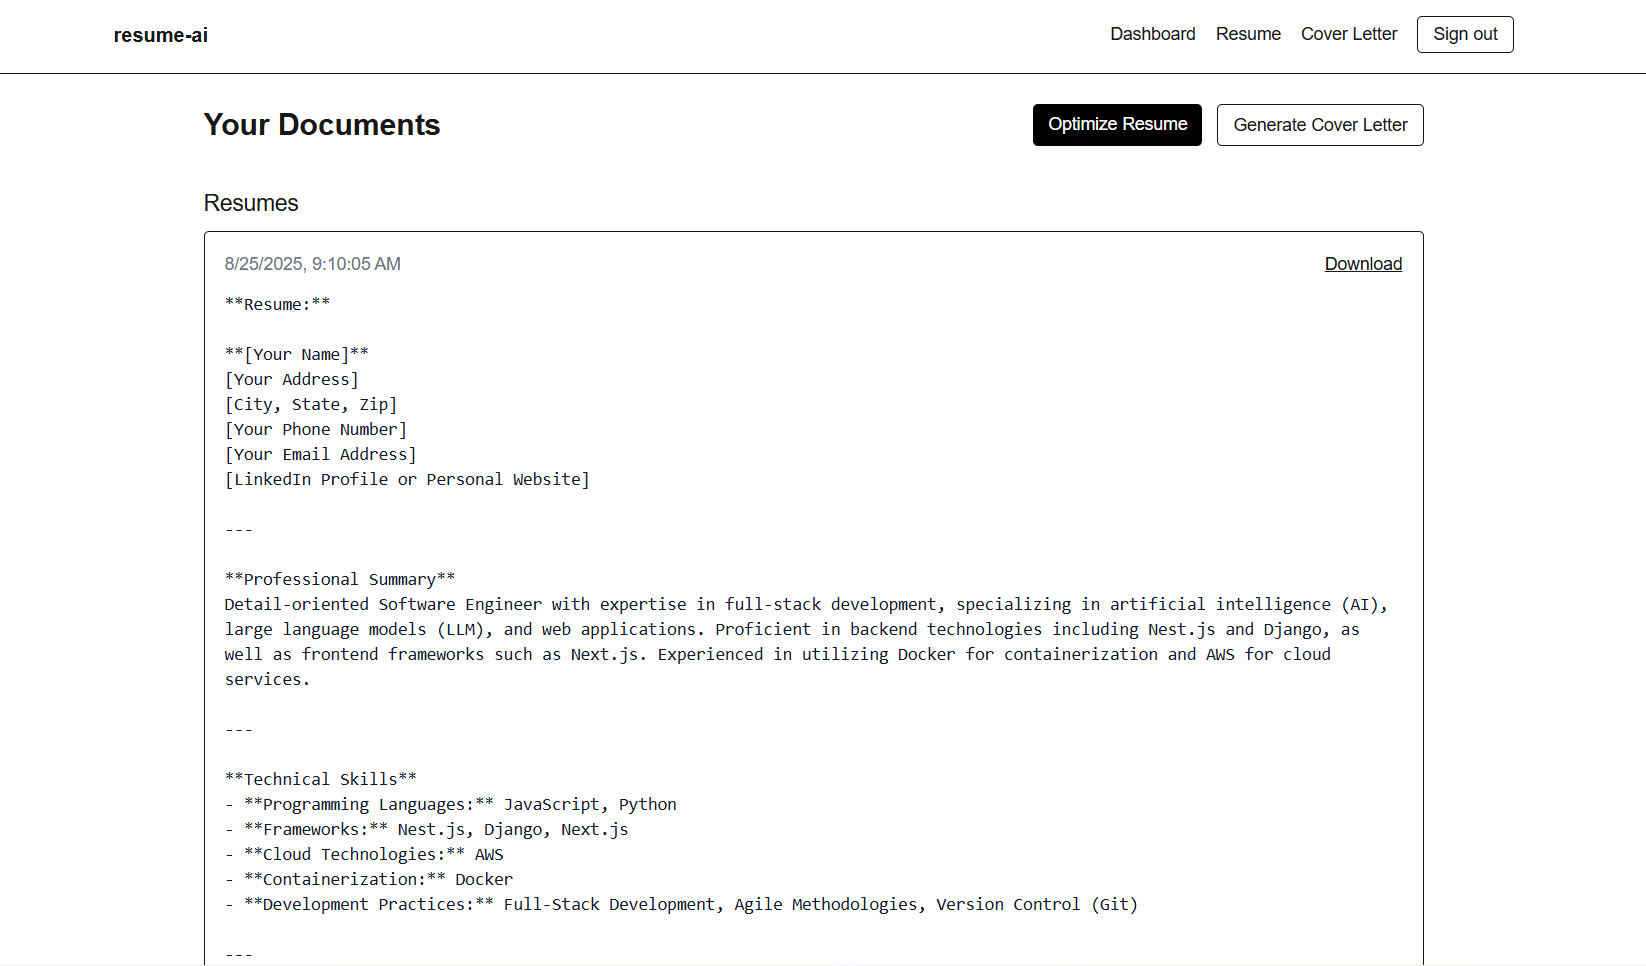 resume-ai
Dashboard Resume Cover Letter Sign out
Your Documents
Optimize Resume Generate Cover Letter
Resumes
8/25/2025, 9:10:05 AM Download
**Resume:**
**[Your Name]**
[Your Address]
[City, State, Zip]
[Your Phone Number]
[Your Email Address]
[LinkedIn Profile or Personal Website]
---
**Professional Summary**
Detail-oriented Software Engineer with expertise in full-stack development, specializing in artificial intelligence (AI),
large language models (LLM), and web applications. Proficient in backend technologies including Nest.js and Django, as
well as frontend frameworks such as Next.js. Experienced in utilizing Docker for containerization and AWS for cloud
services.
---
**Technical Skills**
- **Programming Languages:** JavaScript, Python
- **Frameworks:** Nest.js, Django, Next.js
- **Cloud Technologies:** AWS
- **Containerization:** Docker
- **Development Practices:** Full-Stack Development, Agile Methodologies, Version Control (Git)
---